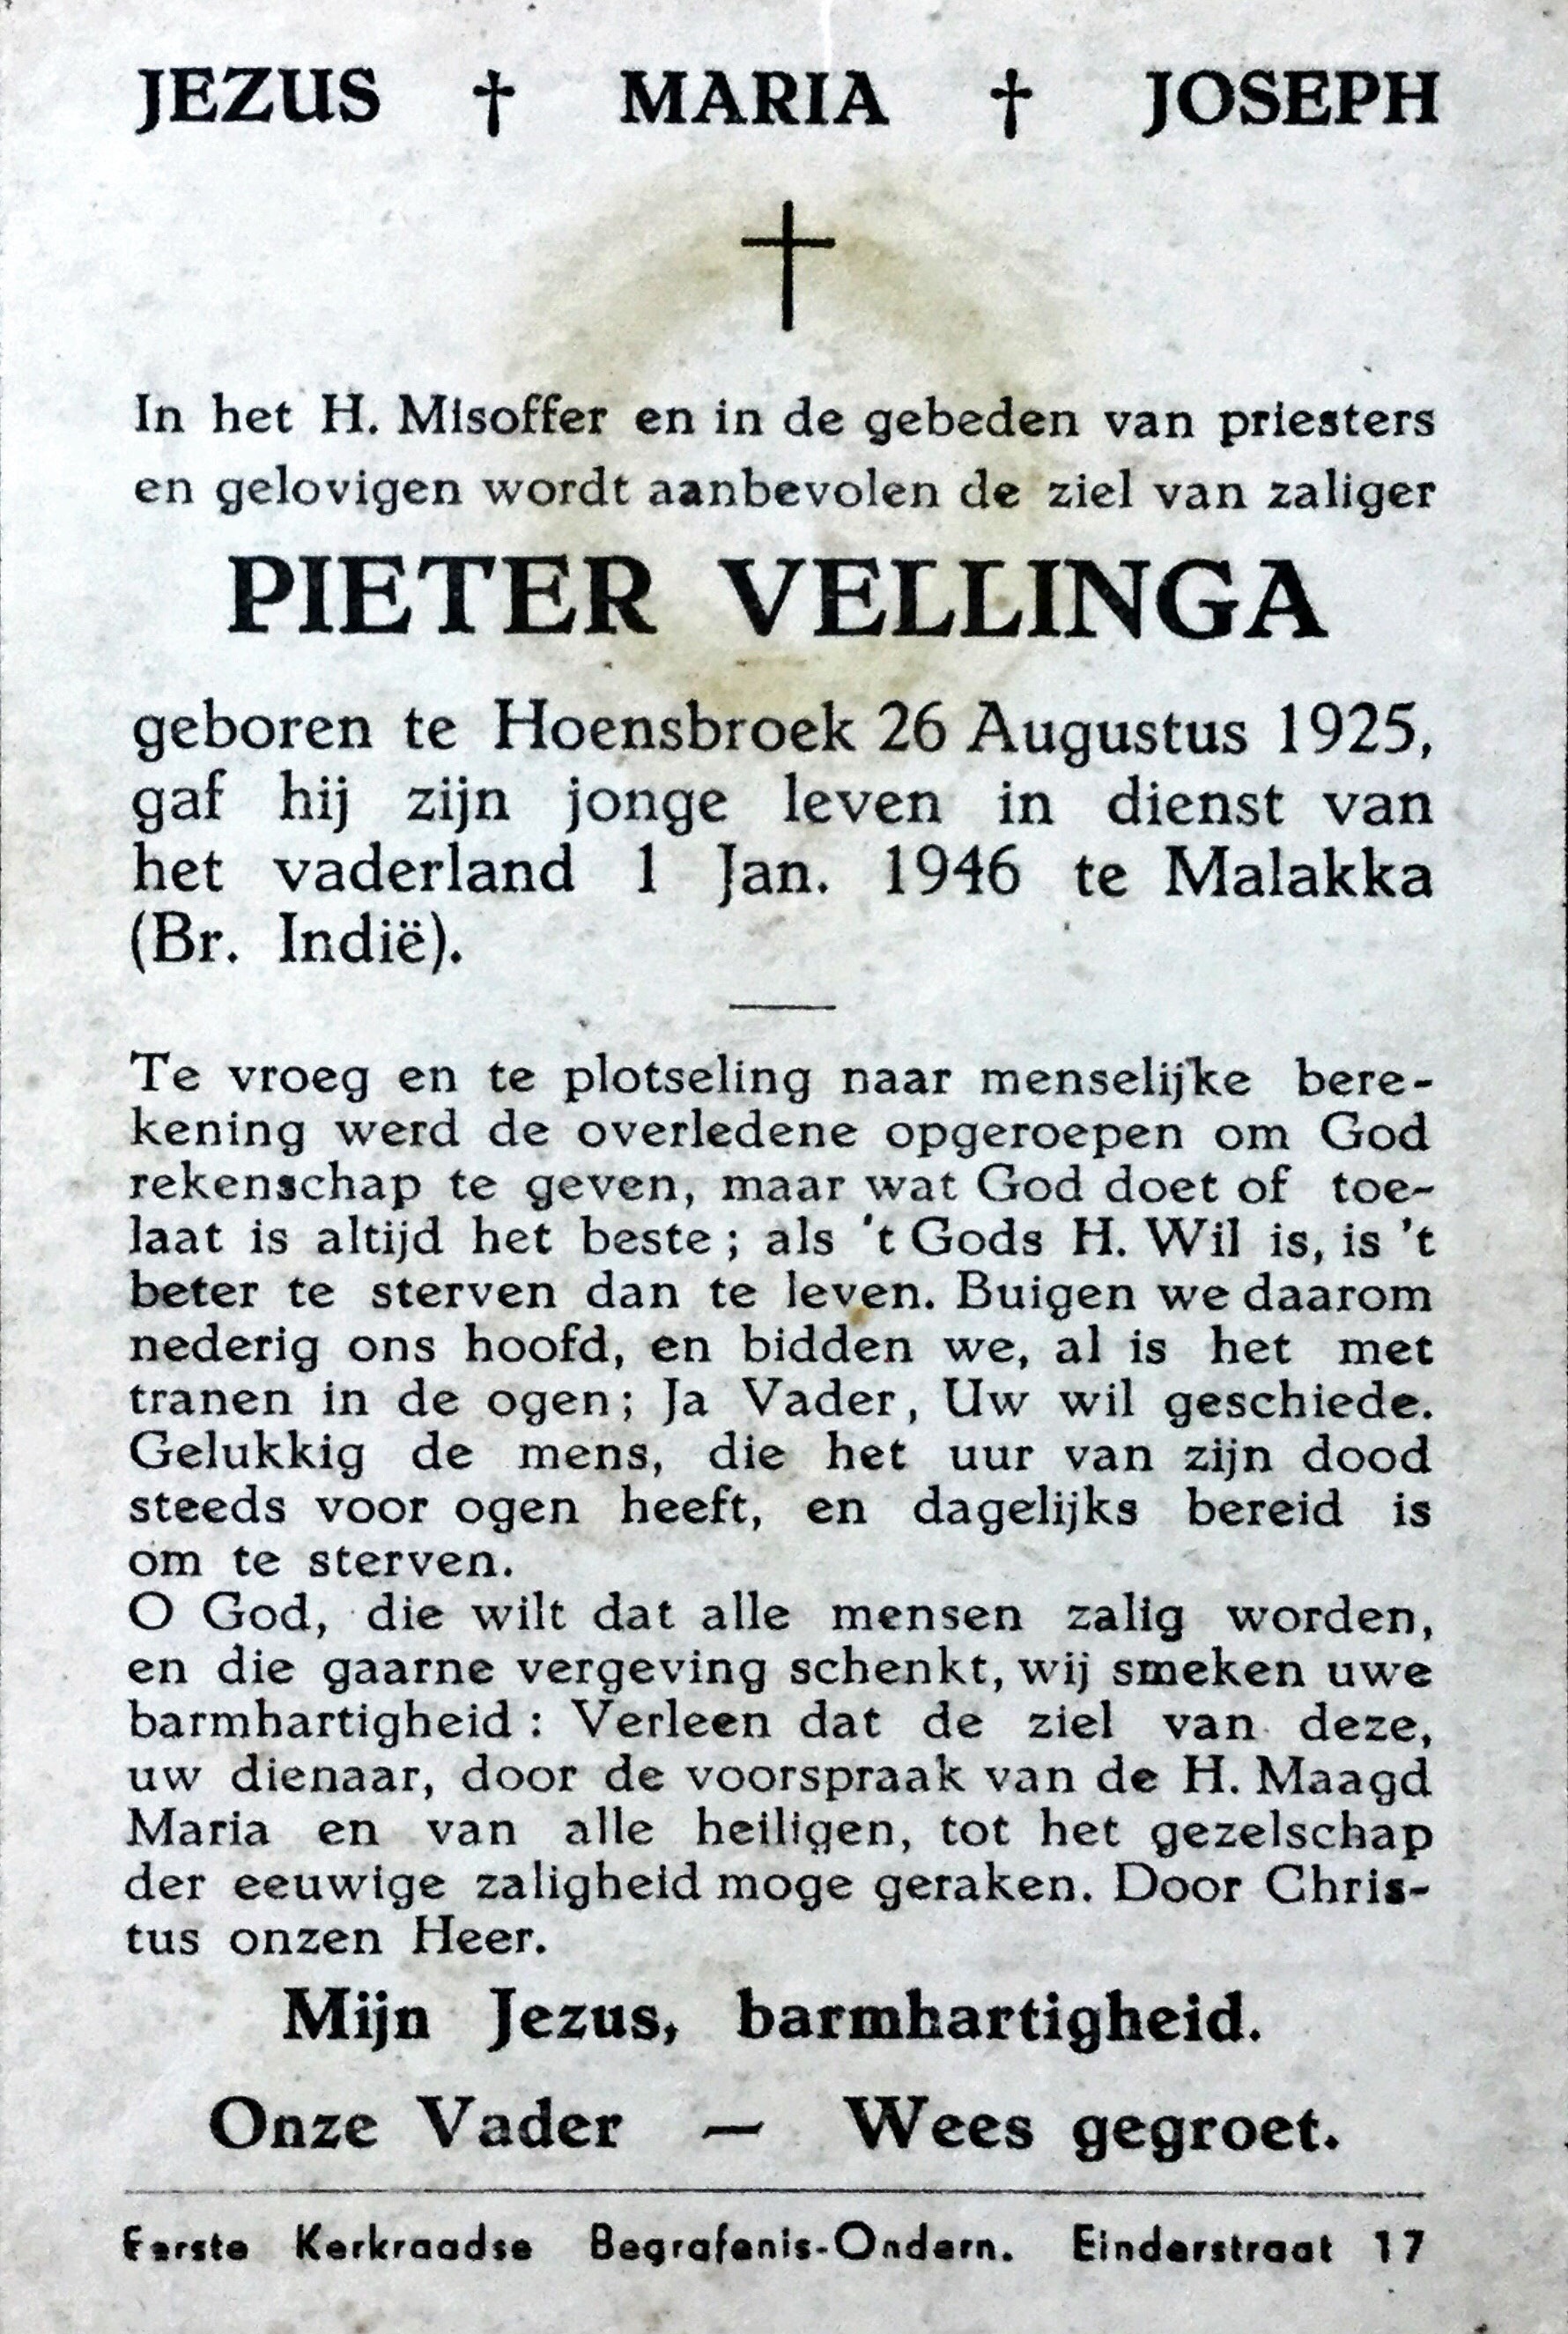 JEZUS † MARIA † JOSEPH
†
In het H. Misoffer en in de gebeden van priesters
en gelovigen wordt aanbevolen de ziel van zaliger
PIETER VELLINGA
geboren te Hoensbroek 26 Augustus 1925,
gaf hij zijn jonge leven in dienst van
het vaderland 1 Jan. 1946 te Malakka
(Br. Indië).
Te vroeg en te plotseling naar menselijke bere-
kening werd de overledene opgeroepen om God
rekenschap te geven, maar wat God doet of toe-
laat is altijd het beste; als 't Gods H. Wil is, is 't
beter te sterven dan te leven. Buigen we daarom
nederig ons hoofd, en bidden we, al is het met
tranen in de ogen; Ja Vader, Uw wil geschiede.
Gelukkig de mens, die het uur van zijn dood
steeds voor ogen heeft, en dagelijks bereid is
om te sterven.
O God, die wilt dat alle mensen zalig worden,
en die gaarne vergeving schenkt, wij smeken uwe
barmhartigheid: Verleen dat de ziel van deze,
uw dienaar, door de voorspraak van de H. Maagd
Maria en van alle heiligen, tot het gezelschap
der eeuwige zaligheid moge geraken. Door Chris-
tus onzen Heer.
Mijn Jezus, barmhartigheid.
Onze Vader — Wees gegroet.
Eerste Kerkraadse Begrafenis-Ondern. Einderstraat 17